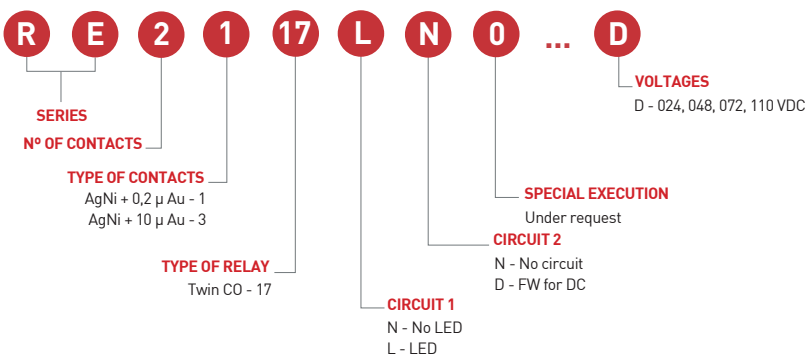 R E 2 1 17 L N 0 ... D
VOLTAGES
D - 024, 048, 072, 110 VDC
SERIES
Nº OF CONTACTS
TYPE OF CONTACTS
AgNi + 0,2 µ Au - 1
AgNi + 10 µ Au - 3
SPECIAL EXECUTION
Under request
CIRCUIT 2
N - No circuit
D - FW for DC
TYPE OF RELAY
Twin CO - 17
CIRCUIT 1
N - No LED
L - LED